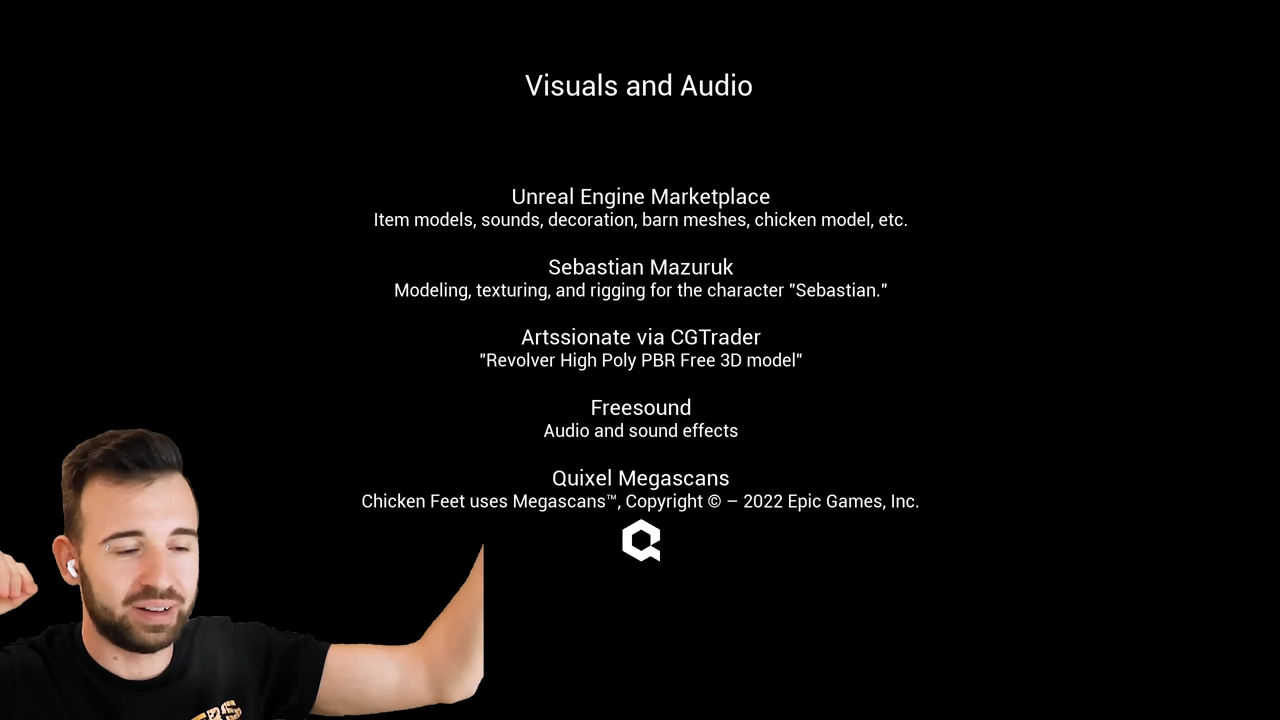 Visuals and Audio
Unreal Engine Marketplace
Item models, sounds, decoration, barn meshes, chicken model, etc.
Sebastian Mazuruk
Modeling, texturing, and rigging for the character "Sebastian."
Artssionate via CGTrader
"Revolver High Poly PBR Free 3D model"
Freesound
Audio and sound effects
Quixel Megascans
Chicken Feet uses Megascans™, Copyright © – 2022 Epic Games, Inc.